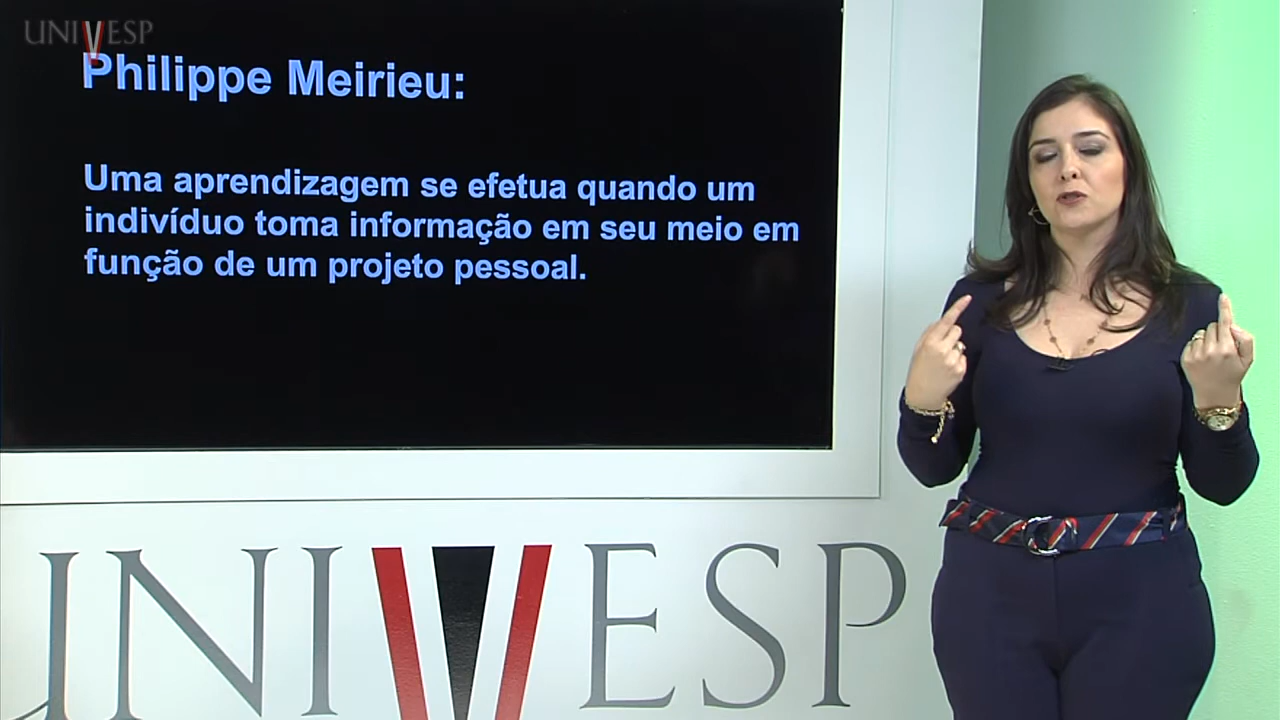 UNIVESP
Philippe Meirieu:
Uma aprendizagem se efetua quando um
indivíduo toma informação em seu meio em
função de um projeto pessoal.
UNIVESP